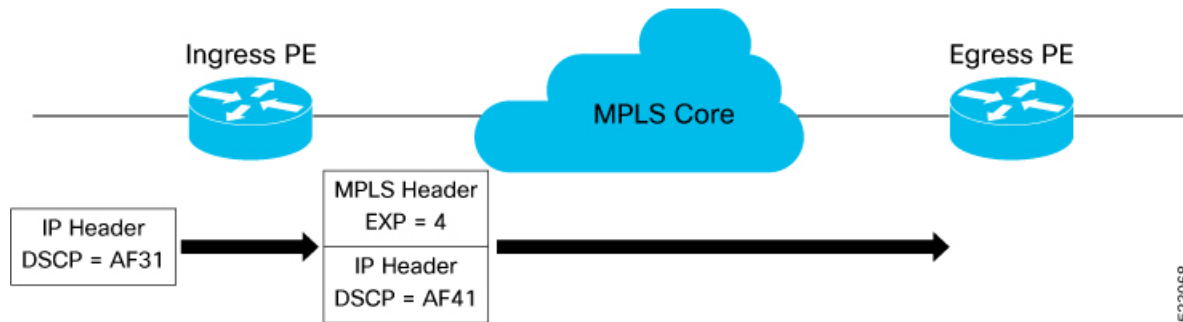 Ingress PE
Egress PE
MPLS Core
MPLS Header
EXP = 4
IP Header
DSCP = AF31
IP Header
DSCP = AF41